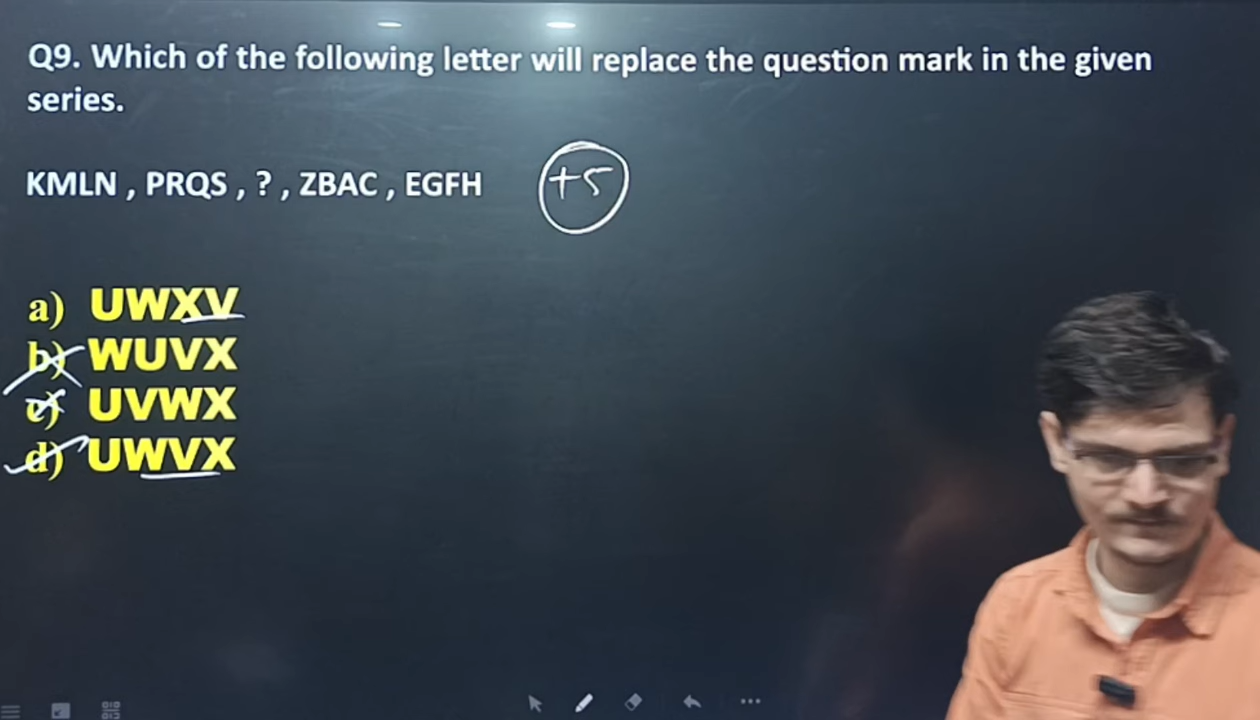 Q9. Which of the following letter will replace the question mark in the given
series.
KMLN , PRQS , ? , ZBAC , EGFH
+5
a) UWXV
b) WUVX
c) UVWX
d) UWVX